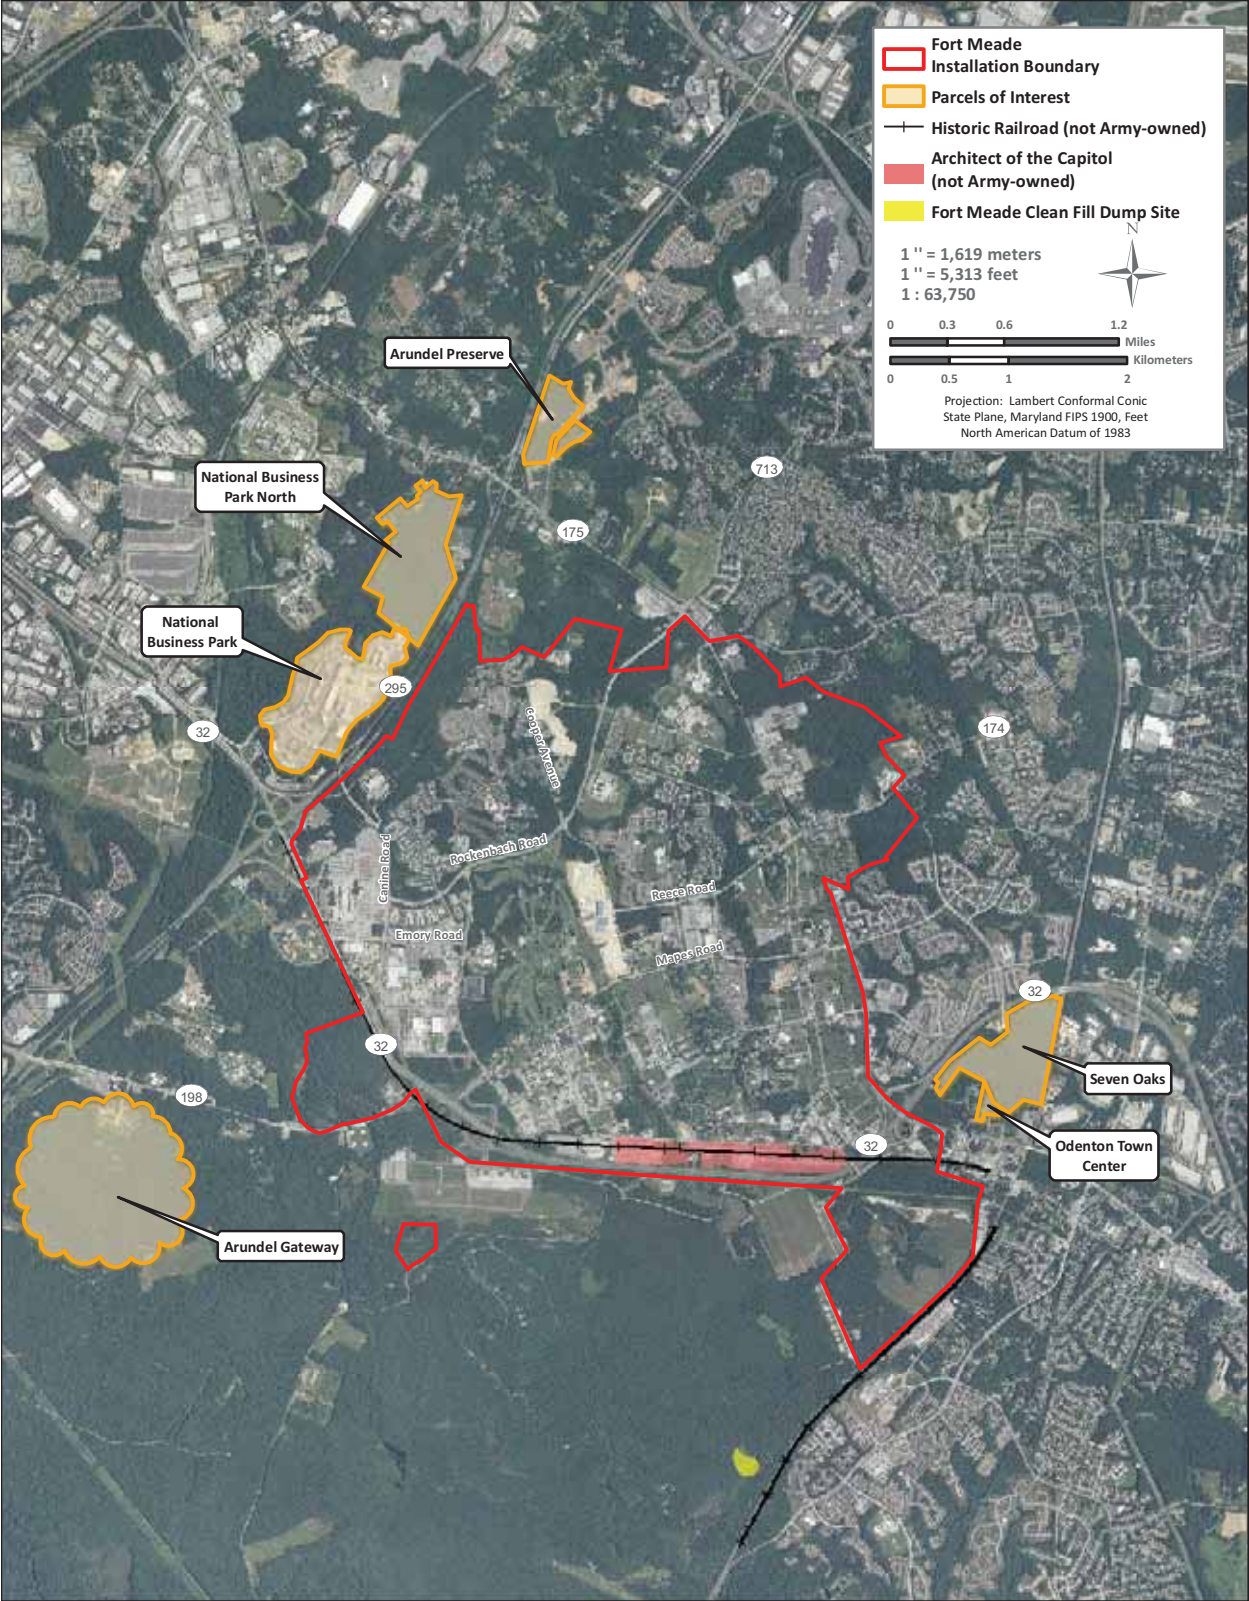 Fort Meade
Installation Boundary
Parcels of Interest
Historic Railroad (not Army-owned)
Architect of the Capitol
(not Army-owned)
Fort Meade Clean Fill Dump Site
N
1 " = 1,619 meters
1 " = 5,313 feet
1 : 63,750
0 0.3 0.6 1.2
Miles
Kilometers
0 0.5 1 2
Projection: Lambert Conformal Conic
State Plane, Maryland FIPS 1900, Feet
North American Datum of 1983
Arundel Preserve
National Business
Park North
713
175
National
Business Park
295
32
174
Cooper Avenue
Canine Road
Rockenbach Road
Reece Road
Emory Road
Mapes Road
32
32
Seven Oaks
198
32
Odenton Town
Center
Arundel Gateway